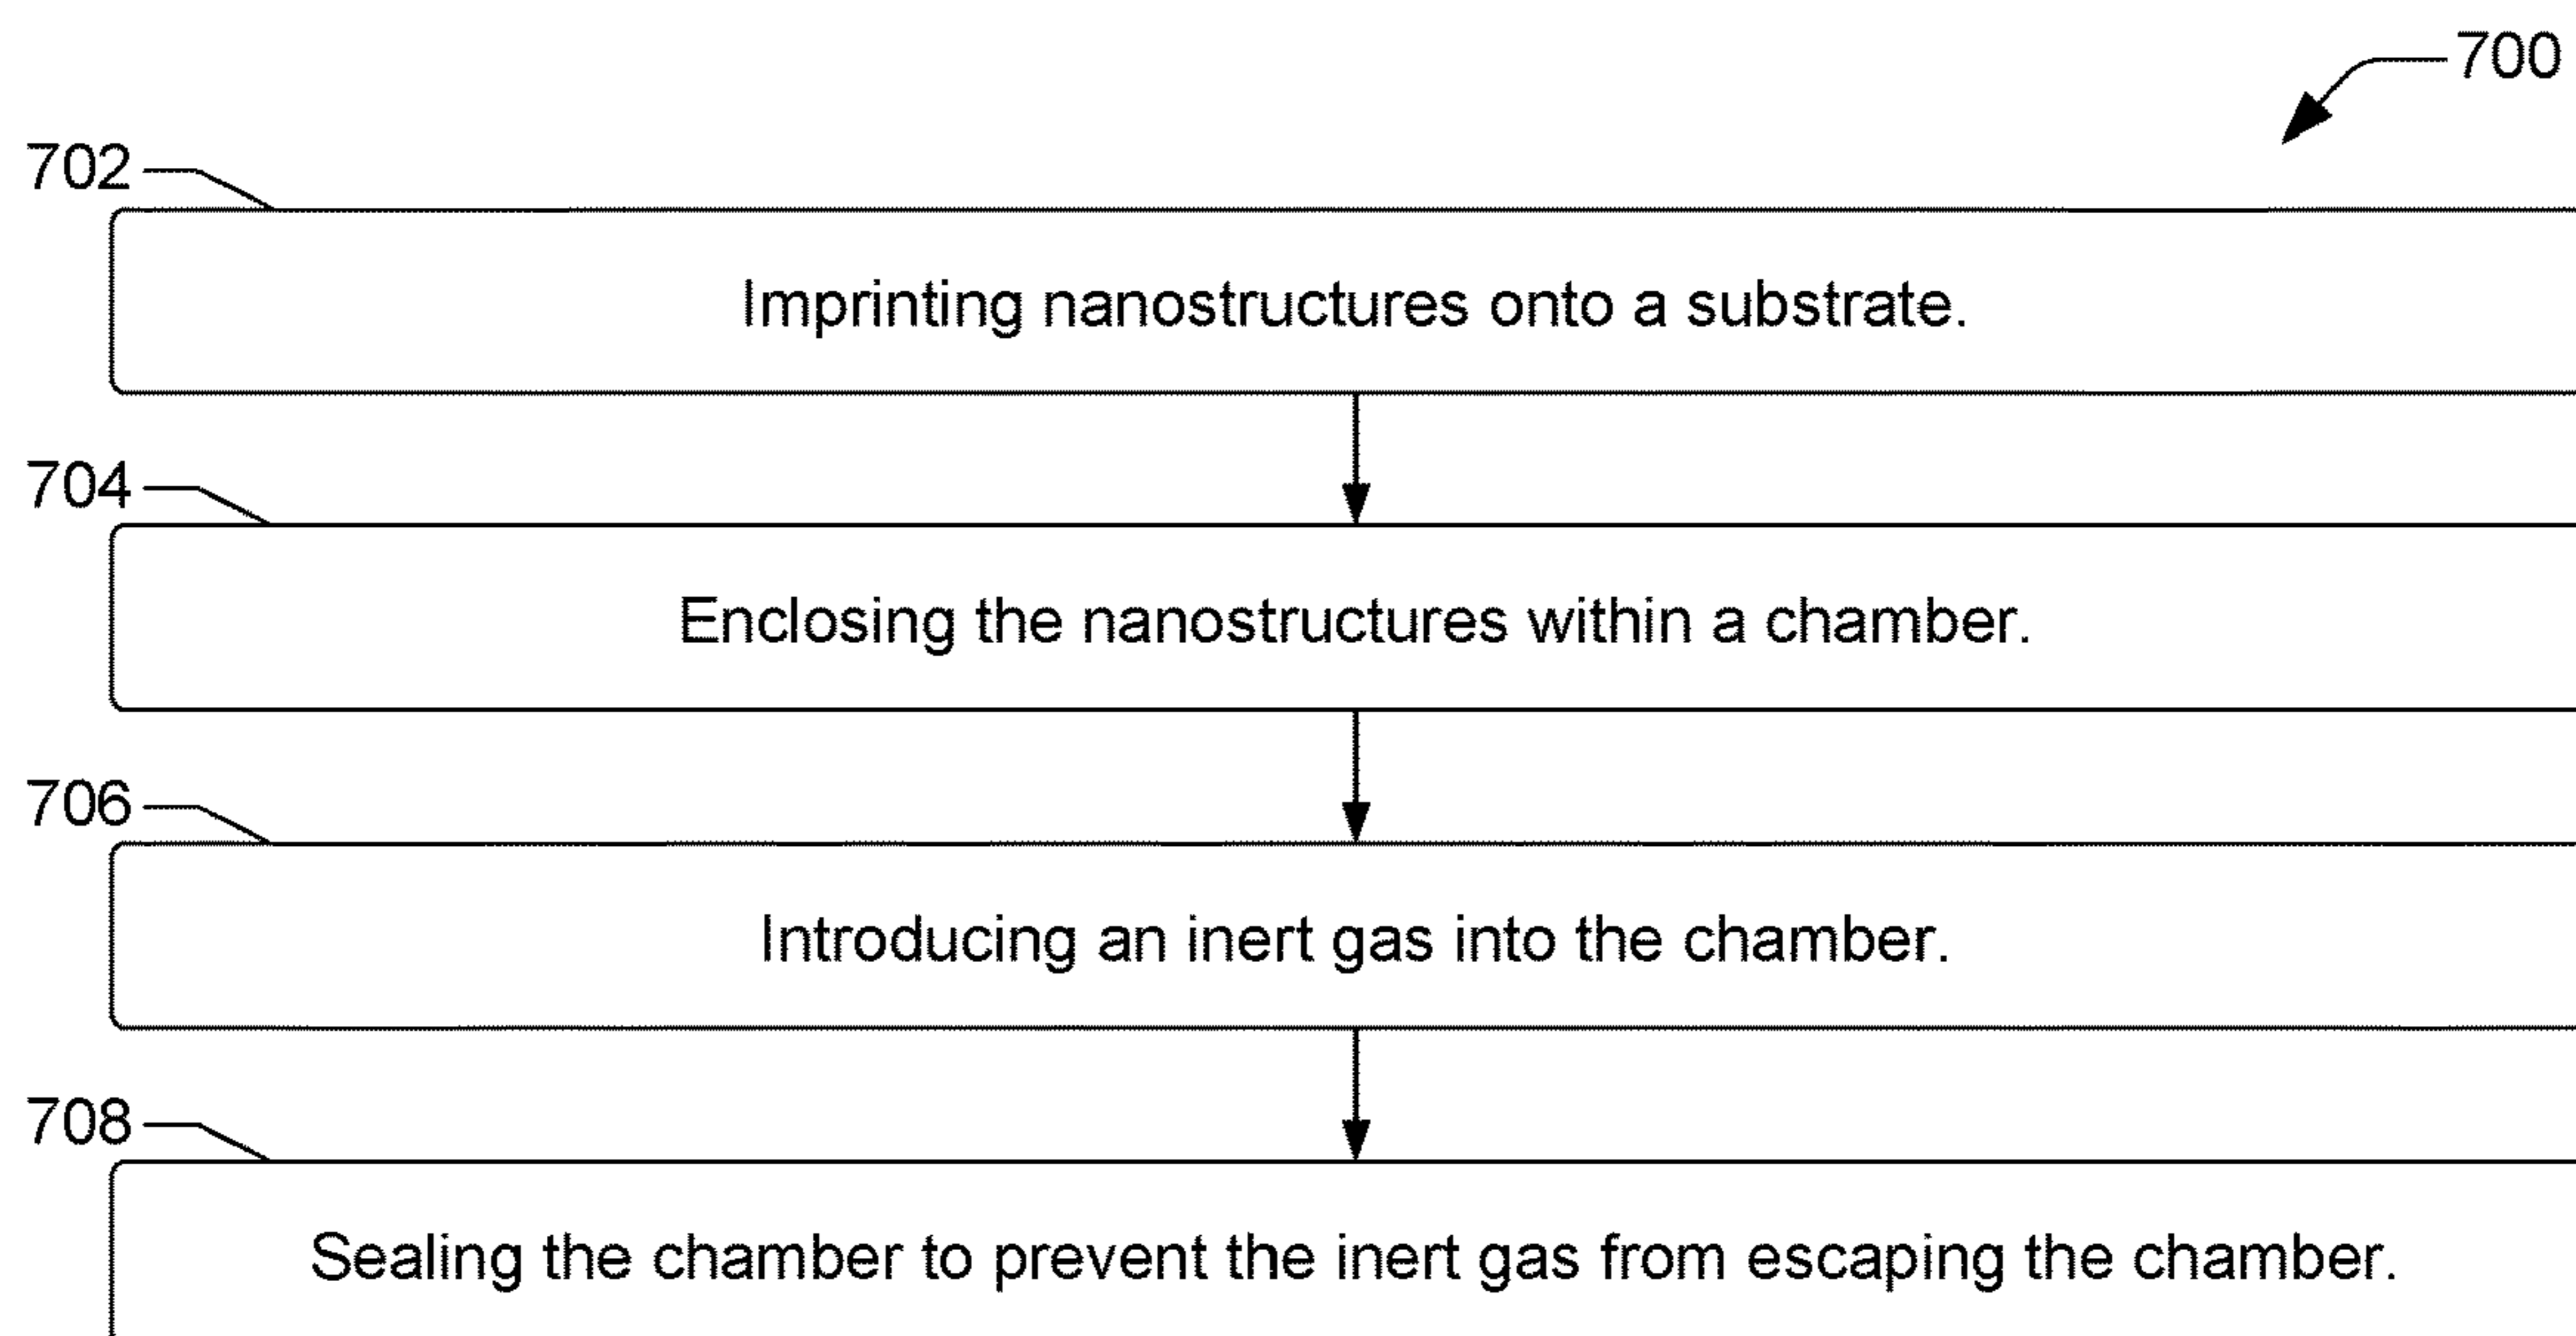 700
702
Imprinting nanostructures onto a substrate.
704
Enclosing the nanostructures within a chamber.
706
Introducing an inert gas into the chamber.
708
Sealing the chamber to prevent the inert gas from escaping the chamber.